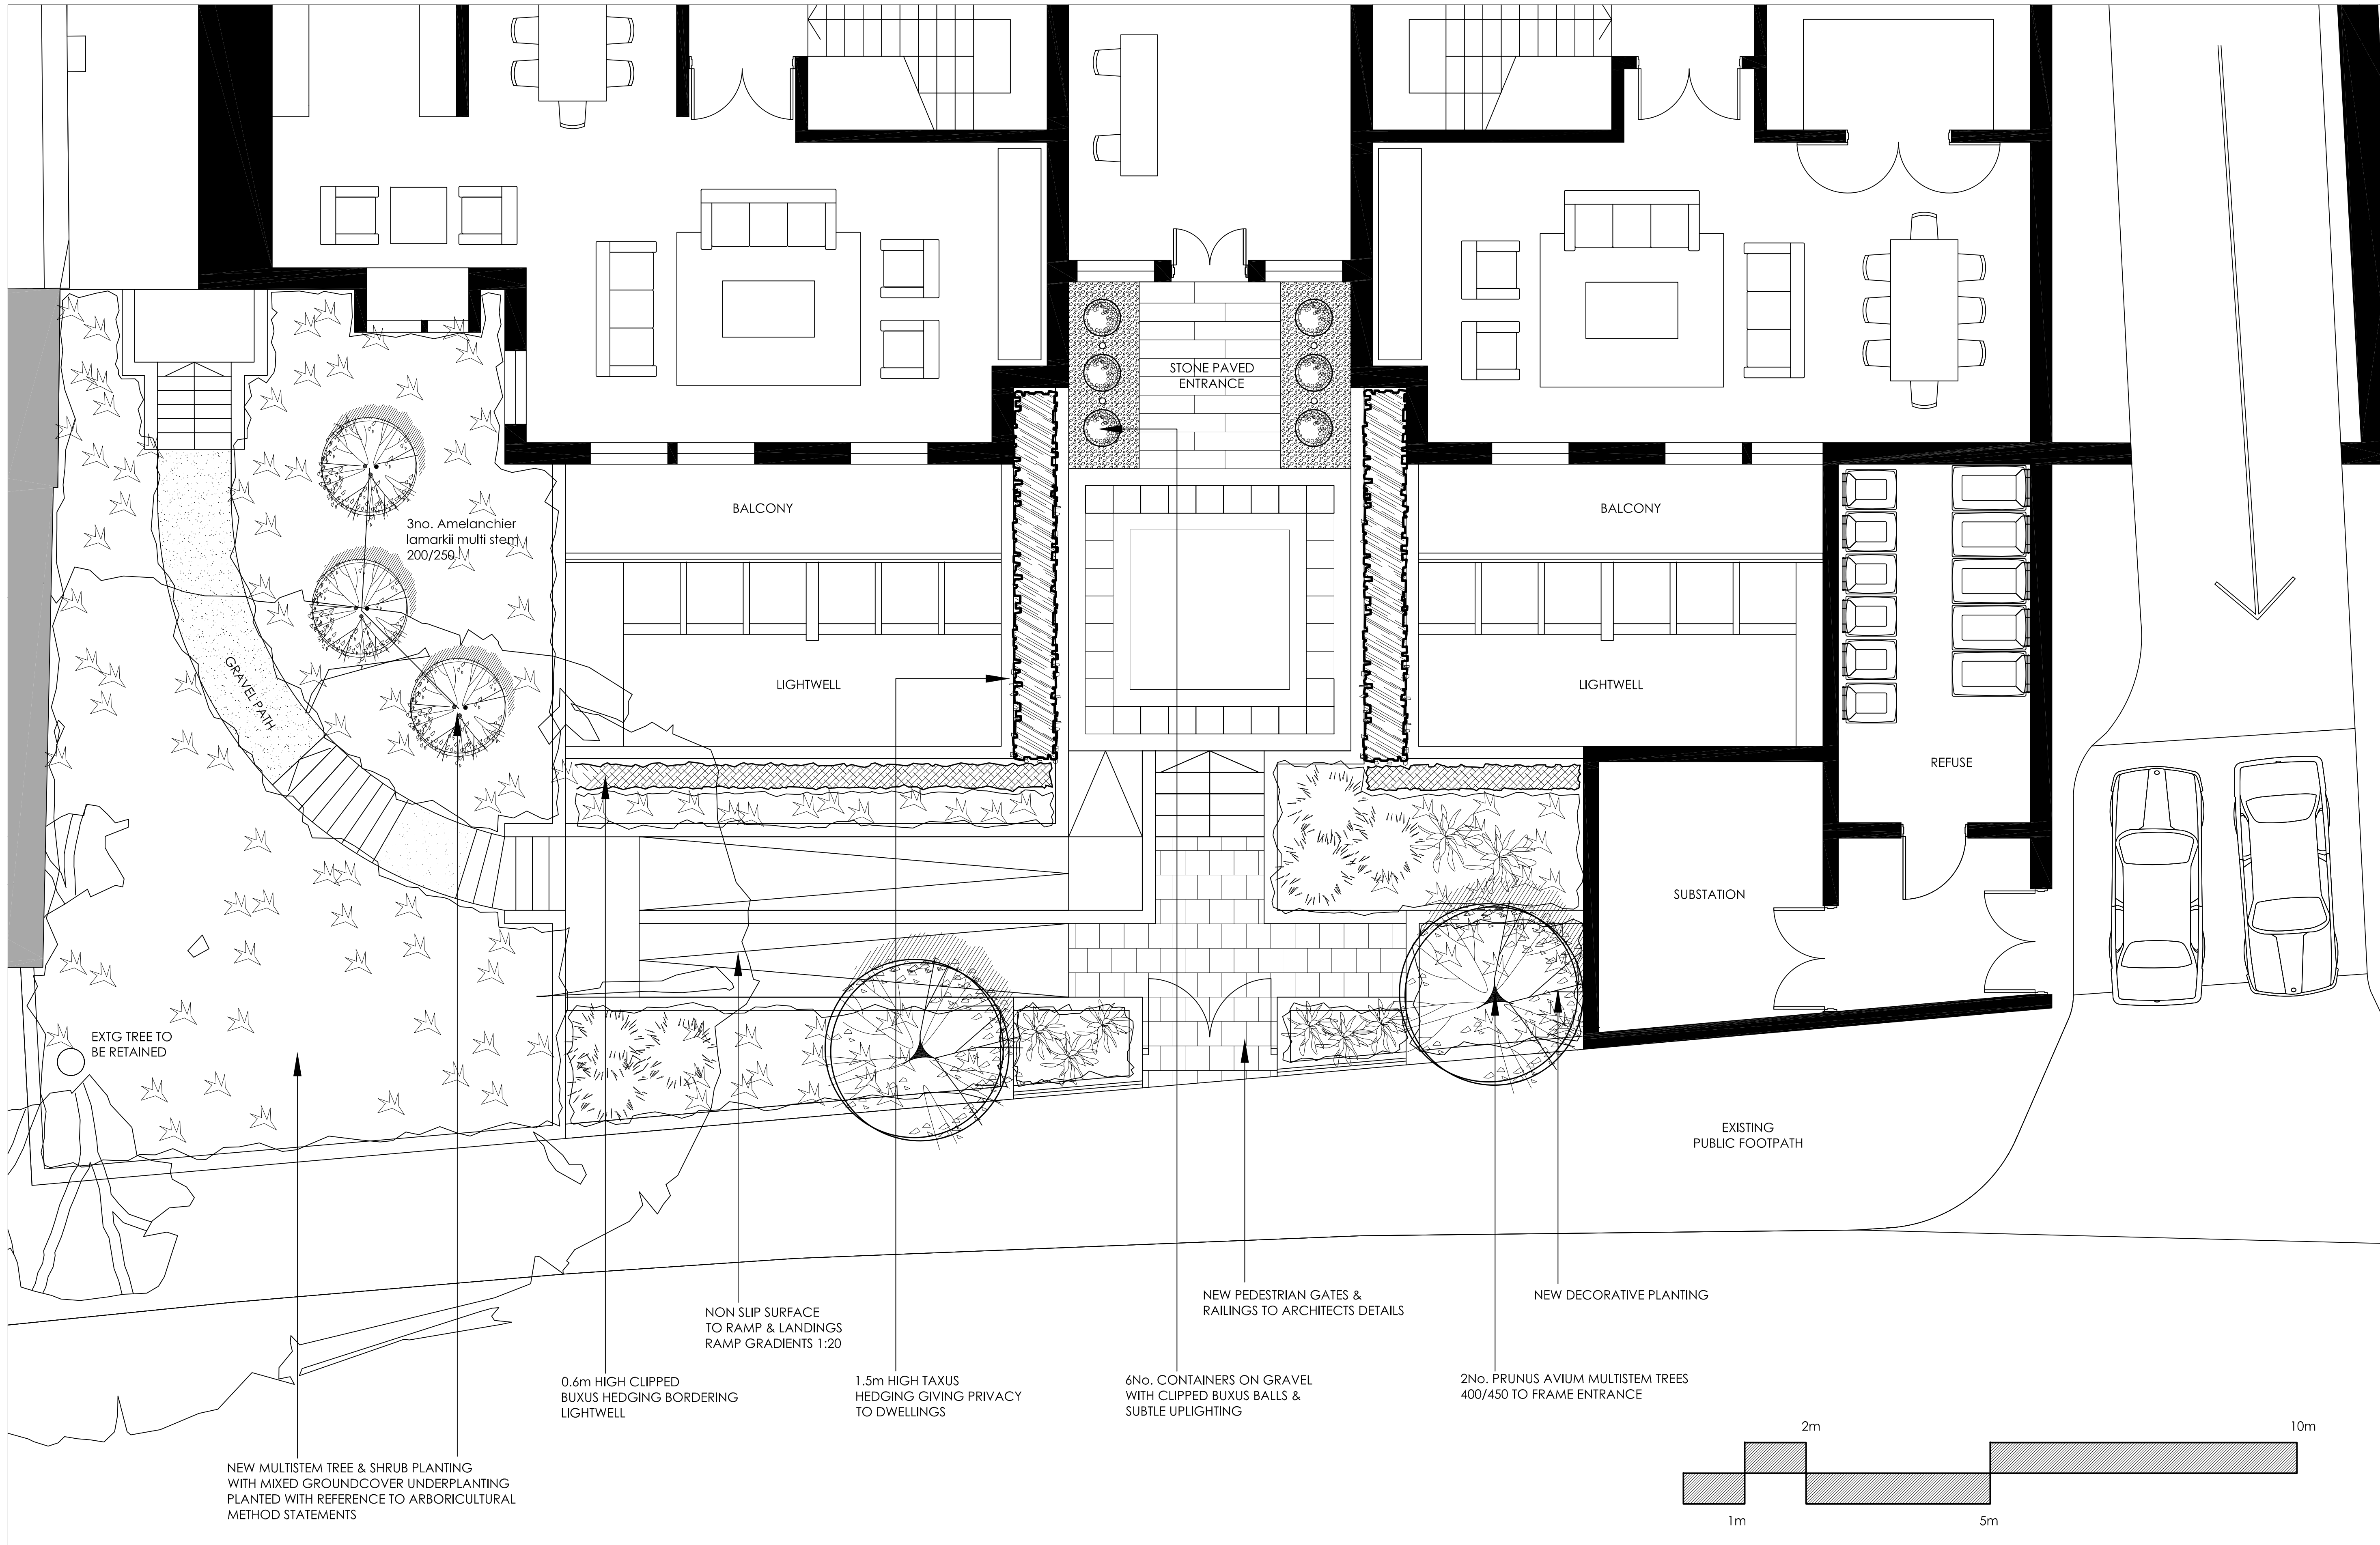 STONE PAVED
ENTRANCE
BALCONY
BALCONY
3no. Amelanchier
lamarkii multi stem
200/250
GRAVEL PATH
LIGHTWELL
LIGHTWELL
REFUSE
SUBSTATION
EXTG TREE TO
BE RETAINED
EXISTING
PUBLIC FOOTPATH
NEW PEDESTRIAN GATES &
RAILINGS TO ARCHITECTS DETAILS
NEW DECORATIVE PLANTING
NON SLIP SURFACE
TO RAMP & LANDINGS
RAMP GRADIENTS 1:20
0.6m HIGH CLIPPED
BUXUS HEDGING BORDERING
LIGHTWELL
1.5m HIGH TAXUS
HEDGING GIVING PRIVACY
TO DWELLINGS
6No. CONTAINERS ON GRAVEL
WITH CLIPPED BUXUS BALLS &
SUBTLE UPLIGHTING
2No. PRUNUS AVIUM MULTISTEM TREES
400/450 TO FRAME ENTRANCE
NEW MULTISTEM TREE & SHRUB PLANTING
WITH MIXED GROUNDCOVER UNDERPLANTING
PLANTED WITH REFERENCE TO ARBORICULTURAL
METHOD STATEMENTS
2m
10m
1m
5m